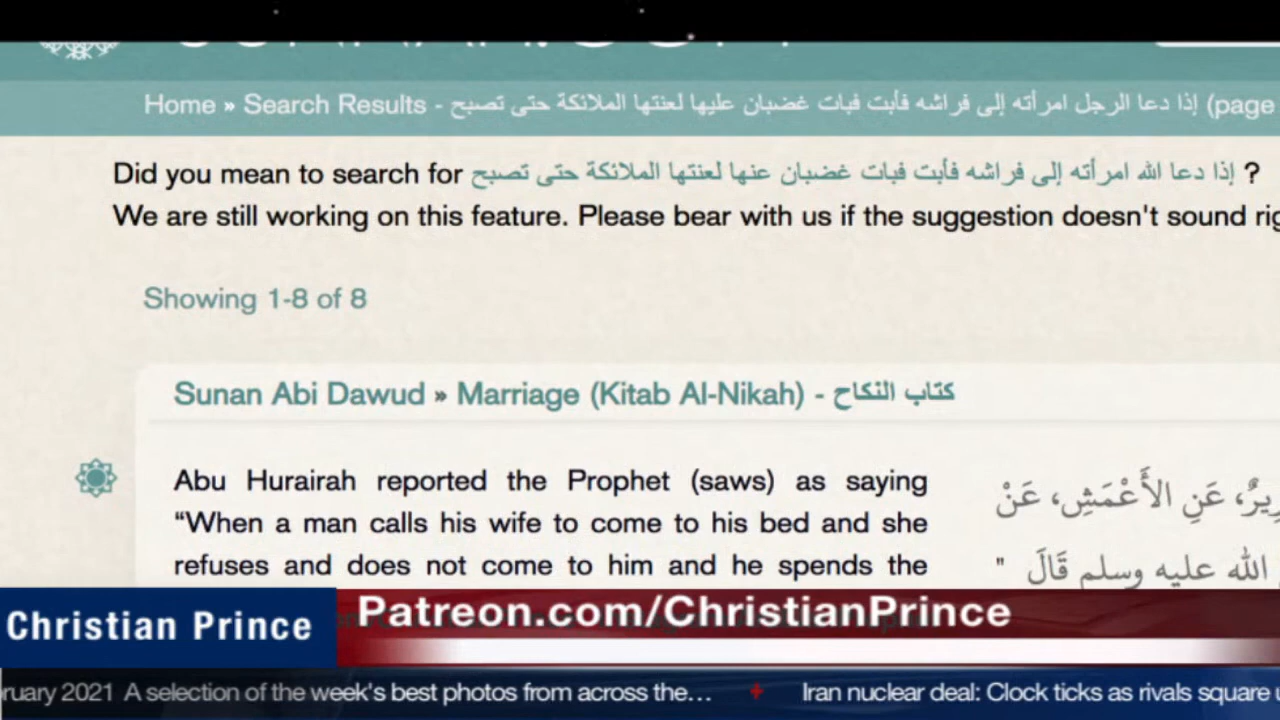 Home » Search Results - إذا دعا الرجل امرأته إلى فراشه فأبت فبات غضبان عليها لعنتها الملائكة حتى تصبح (page
Did you mean to search for إذا دعا الله امرأته إلى فراشه فأبت فبات غضبان عنها لعنتها الملائكة حتى تصبح ?
We are still working on this feature. Please bear with us if the suggestion doesn't sound rig
Showing 1-8 of 8
Sunan Abi Dawud » Marriage (Kitab Al-Nikah) - كتاب النكاح
Abu Hurairah reported the Prophet (saws) as saying
“When a man calls his wife to come to his bed and she
refuses and does not come to him and he spends the
يرٌ، عَنِ الأَعْمَشِ، عَنْ
الله عليه وسلم قَالَ ‏"
Christian Prince
Patreon.com/ChristianPrince
ruary 2021 A selection of the week's best photos from across the...
Iran nuclear deal: Clock ticks as rivals square u